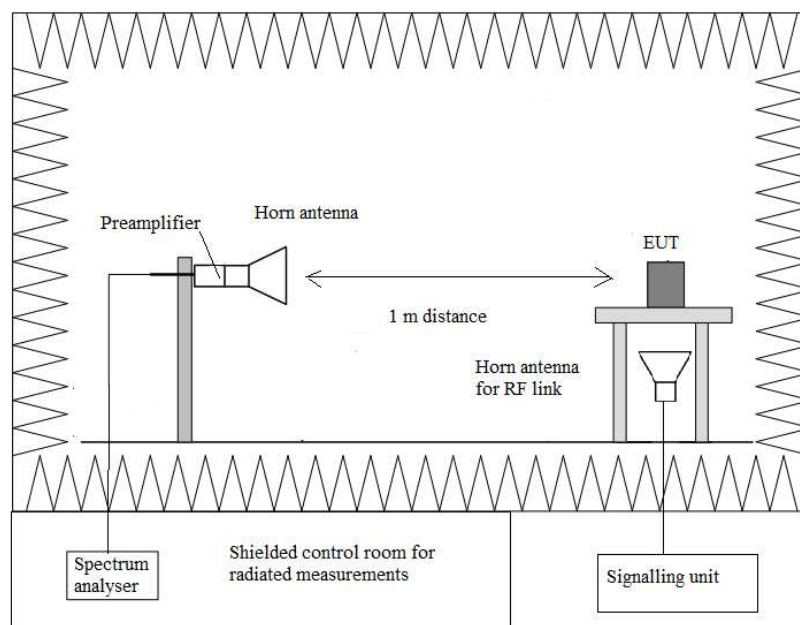 Preamplifier
Horn antenna
EUT
1 m distance
Horn antenna
for RF link
Spectrum
analyser
Shielded control room for
radiated measurements
Signalling unit